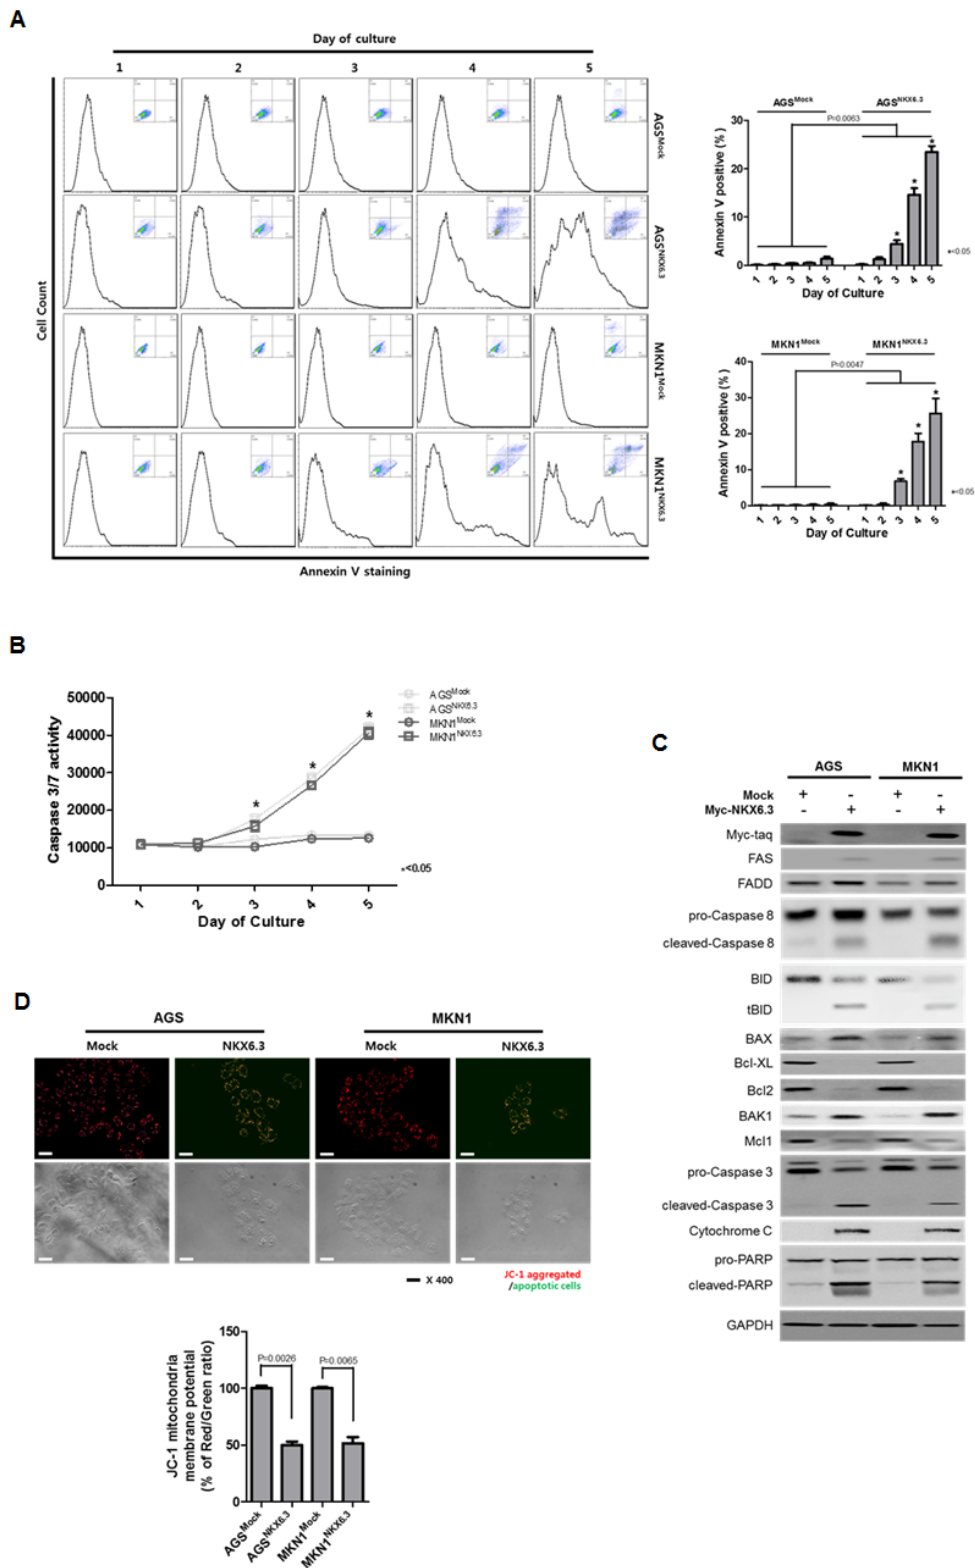 A
Day of culture
1 2 3 4 5
AGSMock
AGSNKX6.3
MKN1Mock
MKN1NKX6.3
Cell Count
Annexin V staining
AGSMock AGSNKX6.3
P=0.0063
Annexin V positive (%)
30
20
10
0
*<0.05
1 2 3 4 5 1 2 3 4 5
Day of Culture
MKN1Mock MKN1NKX6.3
P=0.0047
Annexin V positive (%)
40
30
20
10
0
*<0.05
1 2 3 4 5 1 2 3 4 5
Day of Culture
B
Caspase 3/7 activity
50000
40000
30000
20000
10000
0
1 2 3 4 5
Day of Culture
AGSMock
AGSNKX6.3
MKN1Mock
MKN1NKX6.3
*<0.05
C
AGS MKN1
Mock + - + -
Myc-NKX6.3 - + - +
Myc-taq
FAS
FADD
pro-Caspase 8
cleaved-Caspase 8
BID
tBID
BAX
Bcl-XL
Bcl2
BAK1
Mcl1
pro-Caspase 3
cleaved-Caspase 3
Cytochrome C
pro-PARP
cleaved-PARP
GAPDH
D
AGS MKN1
Mock NKX6.3 Mock NKX6.3
X 400
JC-1 aggregated
/apoptotic cells
JC-1 mitochondria
membrane potential
(% of Red/Green ratio)
150
100
50
0
P=0.0026 P=0.0065
AGSMock
AGSNKX6.3
MKN1Mock
MKN1NKX6.3